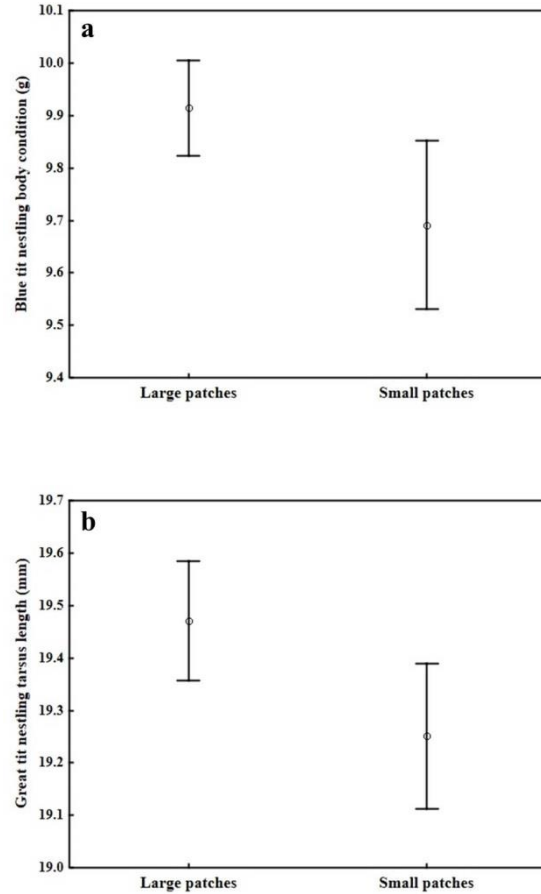 a
Blue tit nestling body condition (g)
10.1
10.0
9.9
9.8
9.7
9.6
9.5
9.4
Large patches Small patches
b
Great tit nestling tarsus length (mm)
19.7
19.6
19.5
19.4
19.3
19.2
19.1
19.0
Large patches Small patches